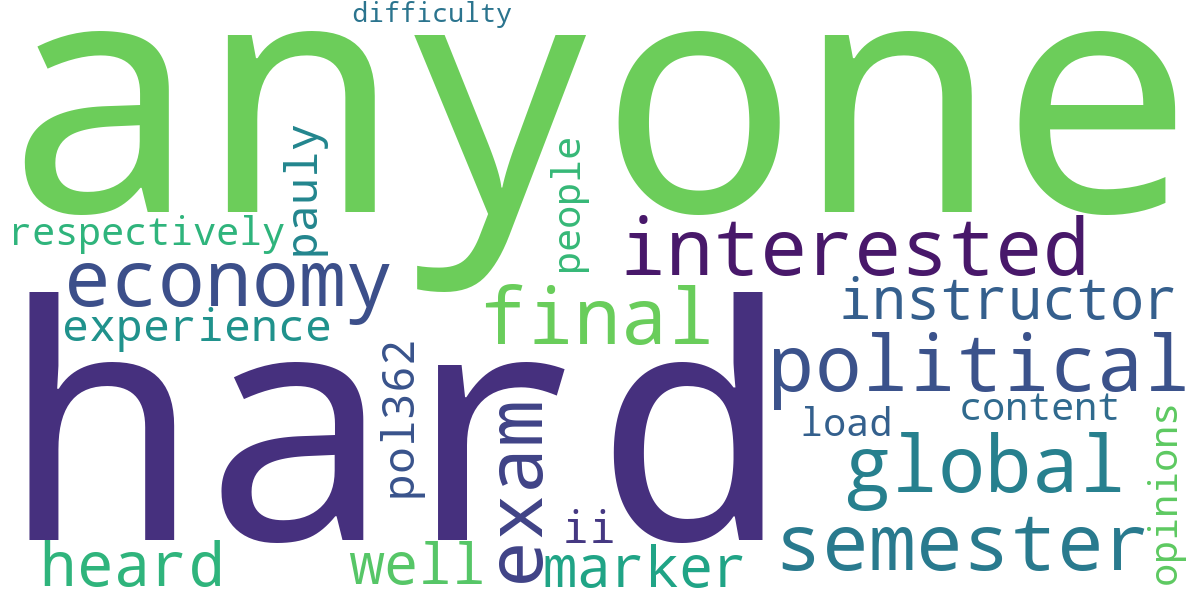 difficulty
anyone
pauly
people
respectively
interested
economy
instructor
final
experience
hard
political
pol362
content
load
exam
opinions
global
ii
semester
heard
well
marker